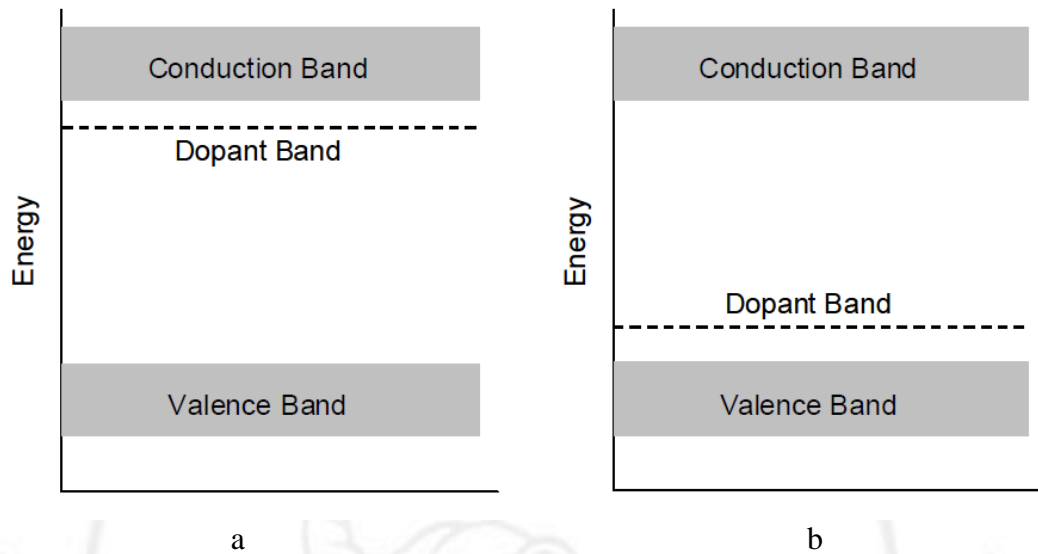 Conduction Band
Dopant Band
Energy
Valence Band
a
Conduction Band
Dopant Band
Energy
Valence Band
b